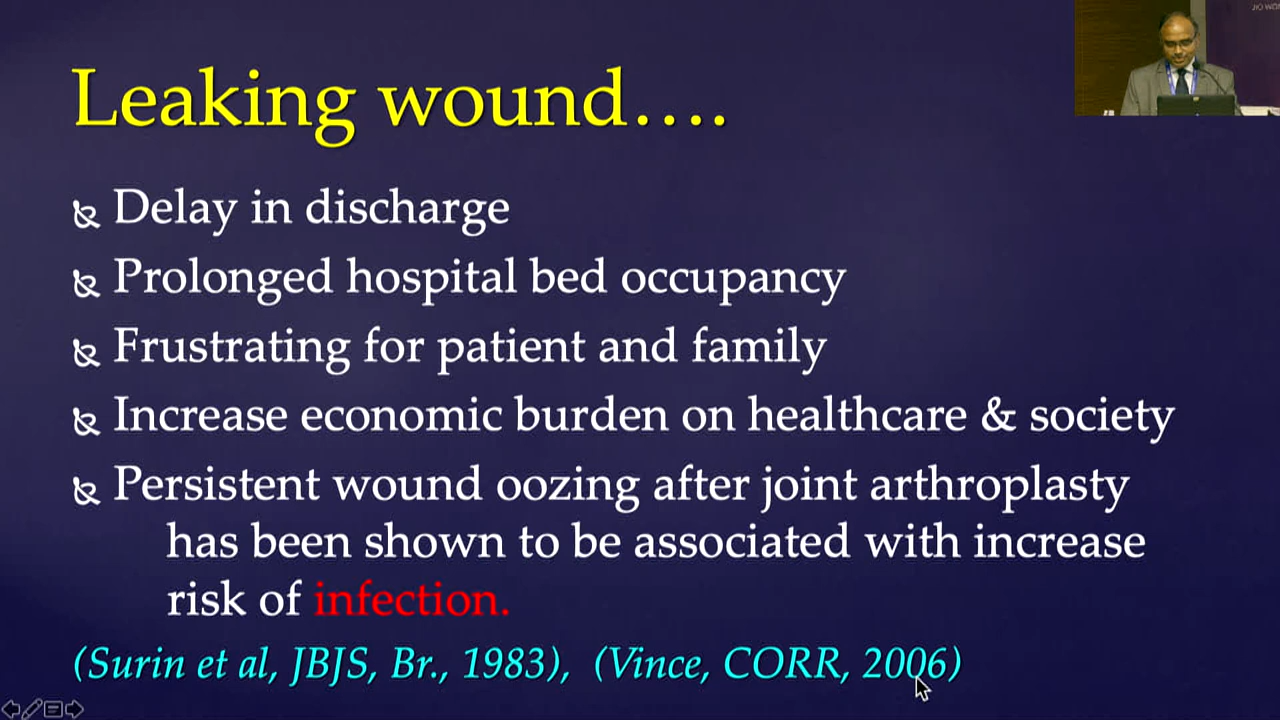 Leaking wound....
Delay in discharge
Prolonged hospital bed occupancy
Frustrating for patient and family
Increase economic burden on healthcare & society
Persistent wound oozing after joint arthroplasty
has been shown to be associated with increase
risk of infection.
(Surin et al, JBJS, Br., 1983), (Vince, CORR, 2006)